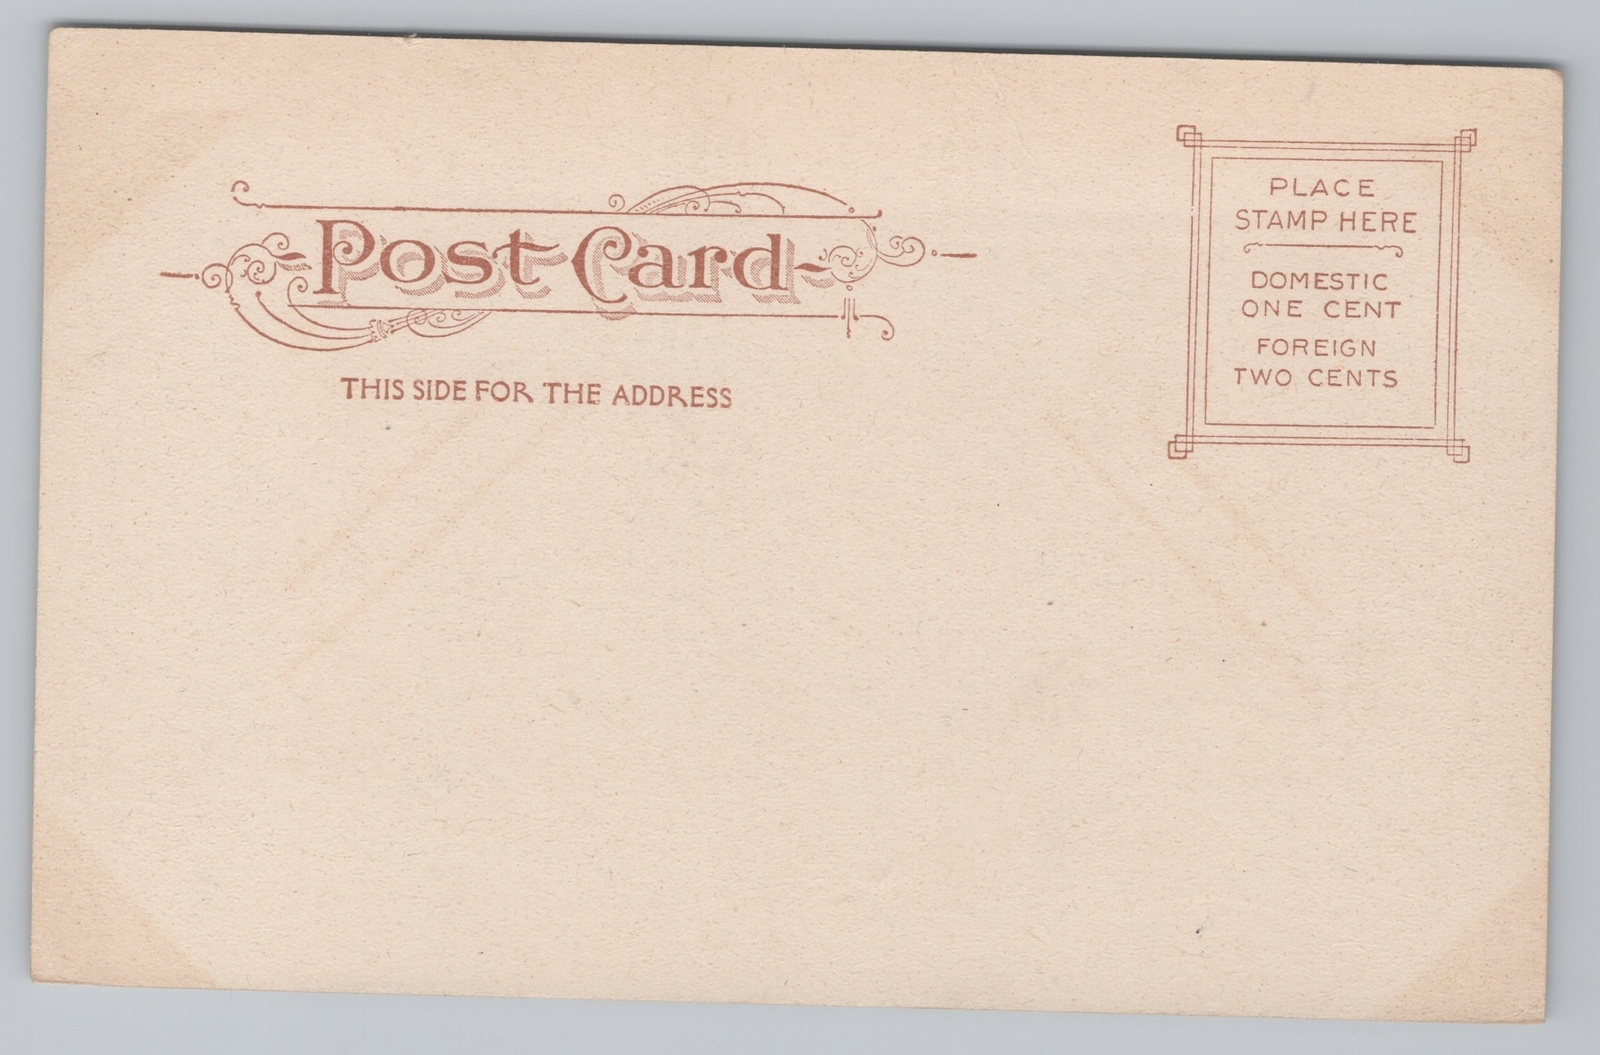 Post Card
THIS SIDE FOR THE ADDRESS
PLACE
STAMP HERE
DOMESTIC
ONE CENT
FOREIGN
TWO CENTS